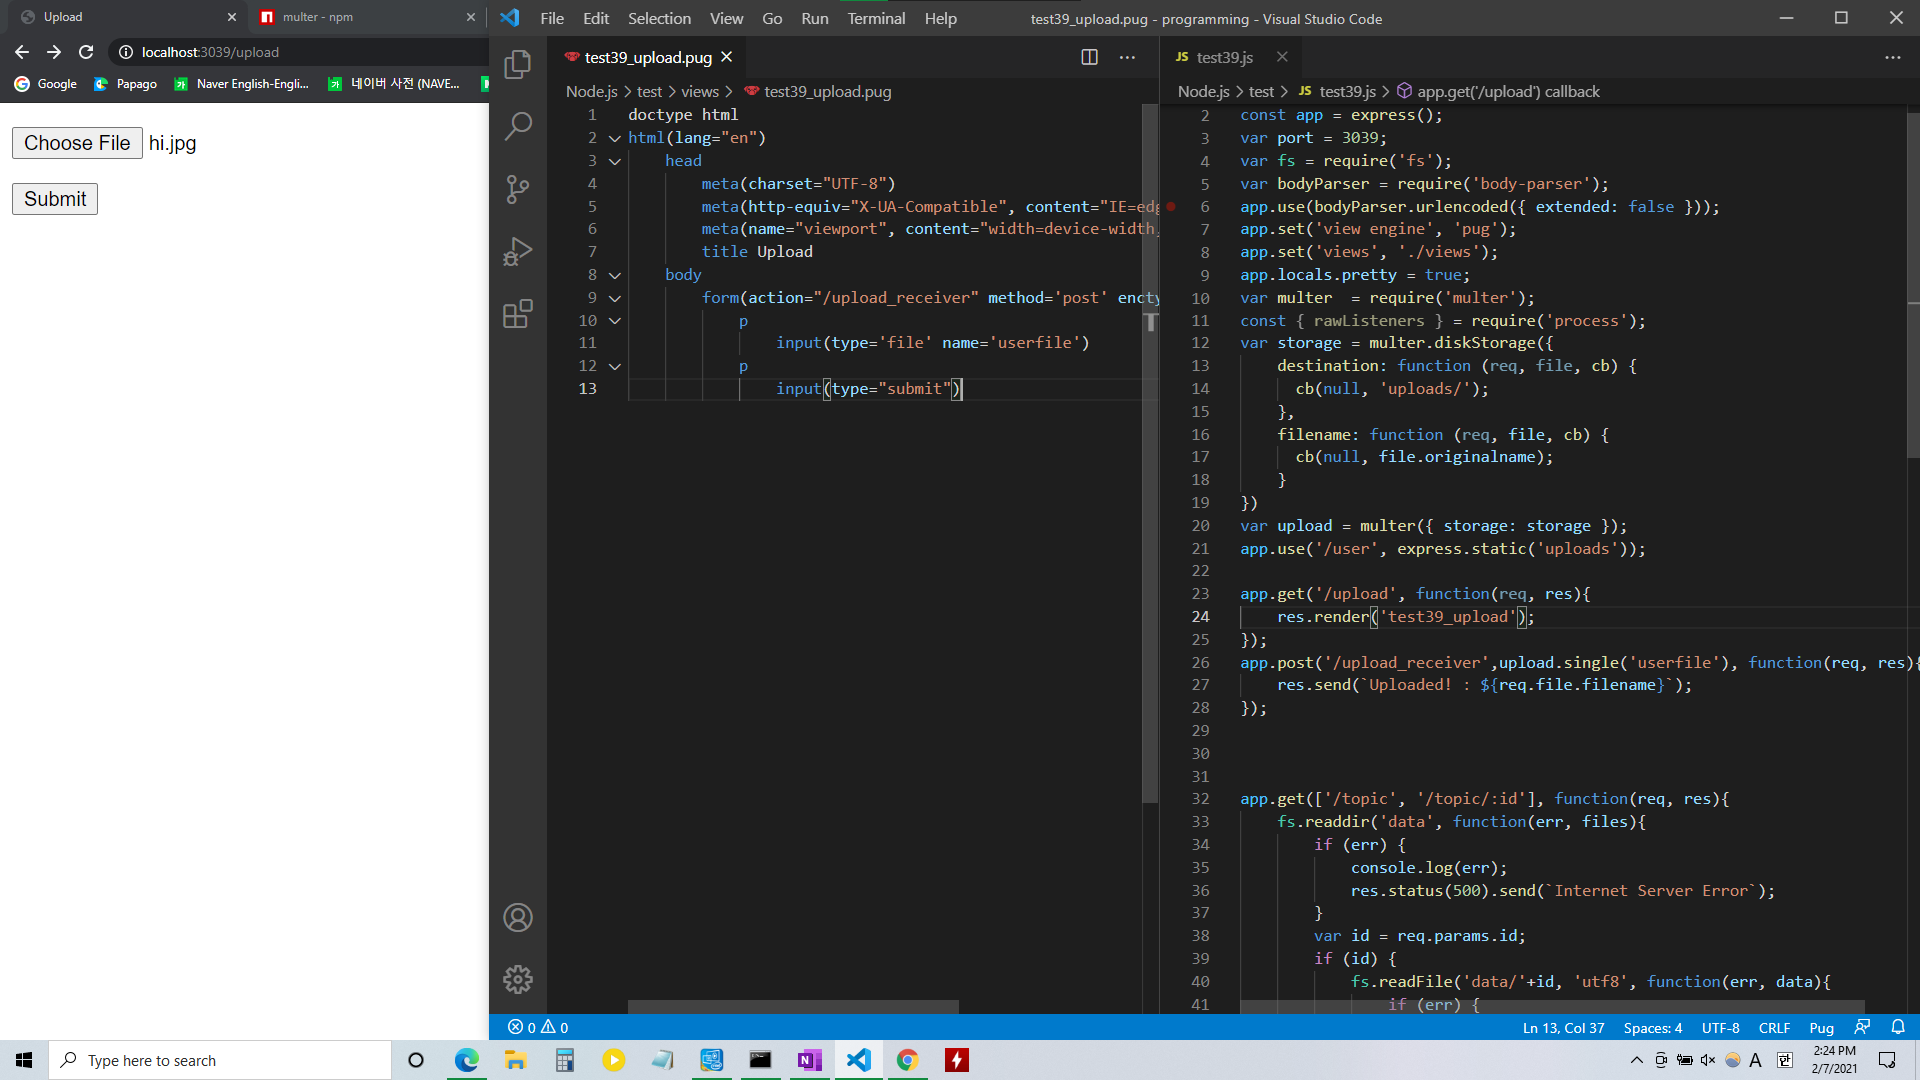 Upload
multer - npm
localhost:3039/upload
Google Papago Naver English-Engli... 네이버 사전 (NAVE...
Choose File hi.jpg
Submit
File Edit Selection View Go Run Terminal Help
test39_upload.pug - programming - Visual Studio Code
test39_upload.pug
Node.js > test > views > test39_upload.pug
1 doctype html
2 html(lang="en")
3 head
4 meta(charset="UTF-8")
5 meta(http-equiv="X-UA-Compatible", content="IE=edg
6 meta(name="viewport", content="width=device-width,
7 title Upload
8 body
9 form(action="/upload_receiver" method='post' encty
10 p
11 input(type='file' name='userfile')
12 p
13 input(type="submit")
JS test39.js
Node.js > test > JS test39.js > app.get('/upload') callback
2 const app = express();
3 var port = 3039;
4 var fs = require('fs');
5 var bodyParser = require('body-parser');
6 app.use(bodyParser.urlencoded({ extended: false }));
7 app.set('view engine', 'pug');
8 app.set('views', './views');
9 app.locals.pretty = true;
10 var multer  = require('multer');
11 const { rawListeners } = require('process');
12 var storage = multer.diskStorage({
13 destination: function (req, file, cb) {
14 cb(null, 'uploads/');
15 },
16 filename: function (req, file, cb) {
17 cb(null, file.originalname);
18 }
19 })
20 var upload = multer({ storage: storage });
21 app.use('/user', express.static('uploads'));
22
23 app.get('/upload', function(req, res){
24 res.render('test39_upload');
25 });
26 app.post('/upload_receiver',upload.single('userfile'), function(req, res){
27 res.send(`Uploaded! : ${req.file.filename}`);
28 });
29
30
31
32 app.get(['/topic', '/topic/:id'], function(req, res){
33 fs.readdir('data', function(err, files){
34 if (err) {
35 console.log(err);
36 res.status(500).send(`Internet Server Error`);
37 }
38 var id = req.params.id;
39 if (id) {
40 fs.readFile('data/'+id, 'utf8', function(err, data){
41 if (err) {
0 0
Ln 13, Col 37 Spaces: 4 UTF-8 CRLF Pug
Type here to search
A 한
2:24 PM
2/7/2021